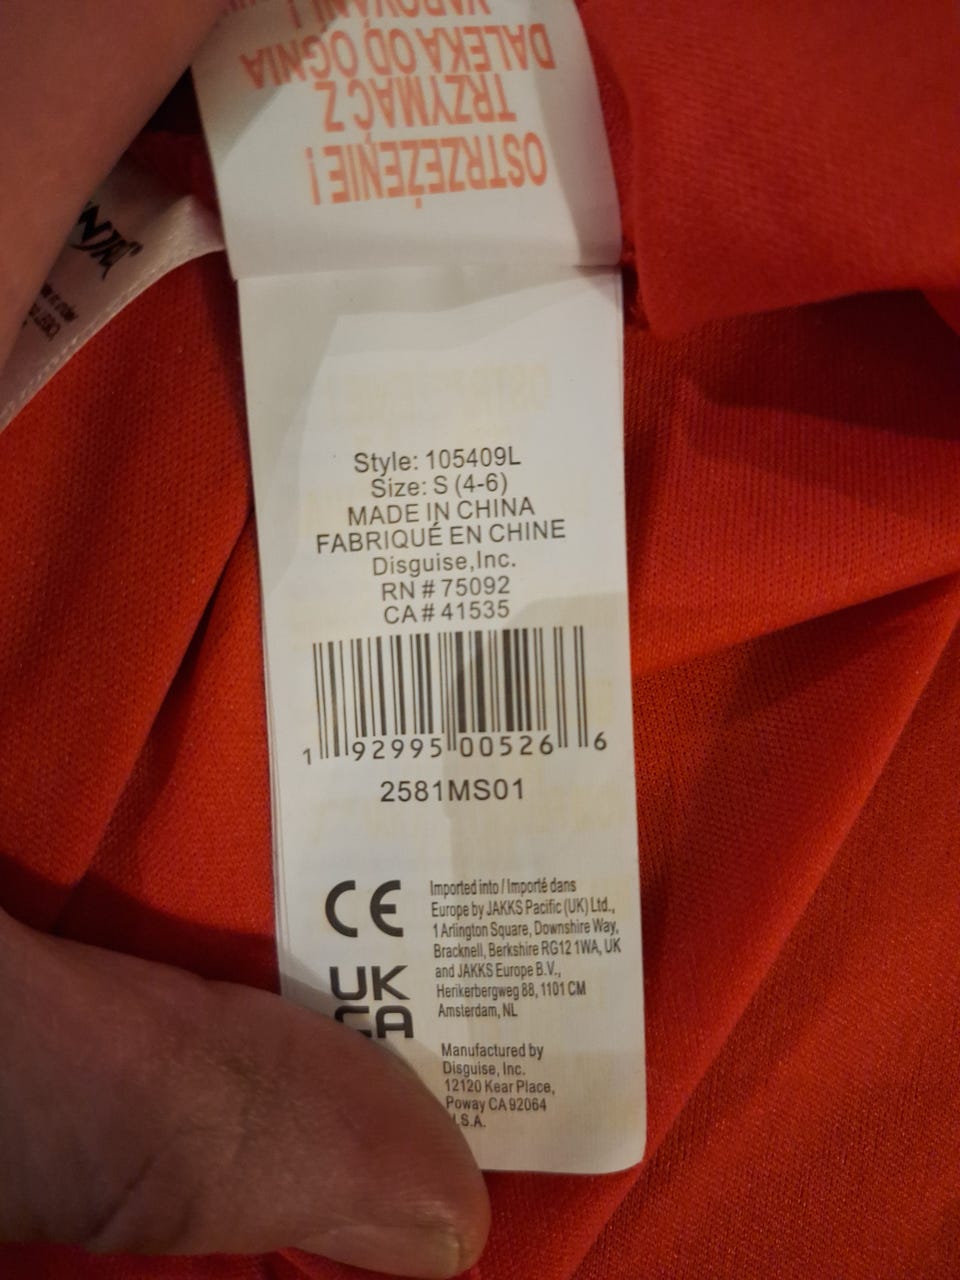 OSTRZEŻENIE !
TRZYMAĆ Z
DALEKA OD OGNIA
VAROVÁNÍ !
Style: 105409L
Size: S (4-6)
MADE IN CHINA
FABRIQUÉ EN CHINE
Disguise,Inc.
RN # 75092
CA # 41535
1 92995 00526 6
2581MS01
CE
UK
CA
Imported into / Importé dans
Europe by JAKKS Pacific (UK) Ltd.,
1 Arlington Square, Downshire Way,
Bracknell, Berkshire RG12 1WA, UK
and JAKKS Europe B.V.,
Herikerbergweg 88, 1101 CM
Amsterdam, NL
Manufactured by
Disguise, Inc.
12120 Kear Place,
Poway CA 92064
U.S.A.